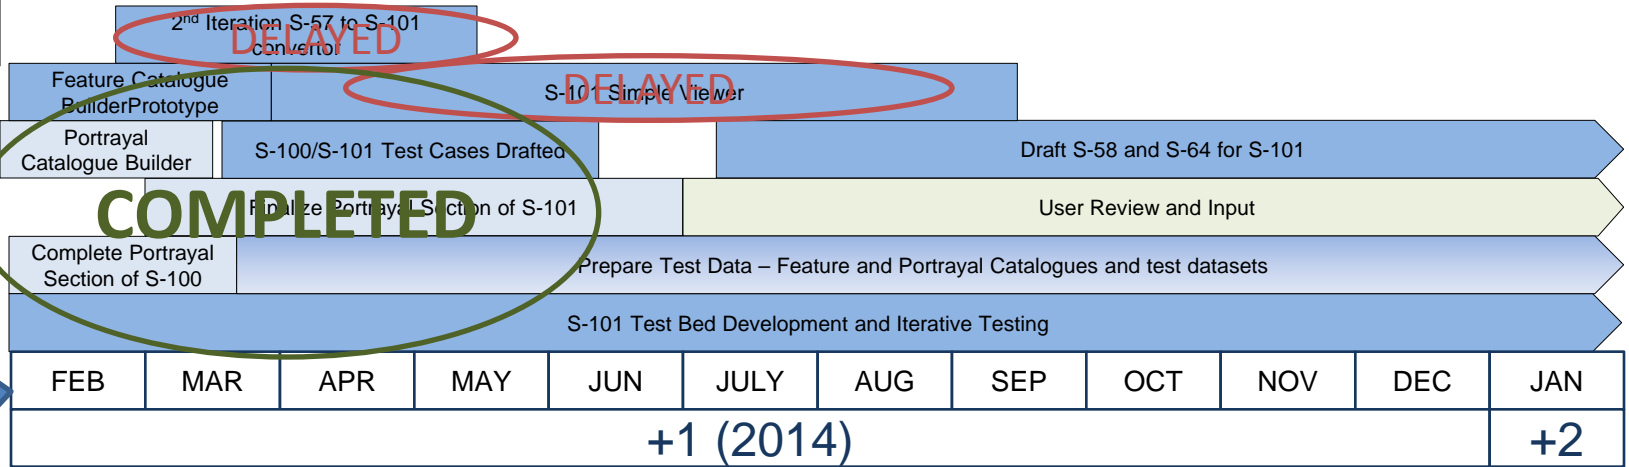 2nd Iteration S-57 to S-101
convertor
DELAYED
Feature Catalogue
BuilderPrototype
S-101 Simple Viewer
DELAYED
Portrayal
Catalogue Builder
S-100/S-101 Test Cases Drafted
Draft S-58 and S-64 for S-101
COMPLETED
Finalize Portrayal Section of S-101
User Review and Input
Complete Portrayal
Section of S-100
Prepare Test Data – Feature and Portrayal Catalogues and test datasets
S-101 Test Bed Development and Iterative Testing
FEB MAR APR MAY JUN JULY AUG SEP OCT NOV DEC JAN
+1 (2014) +2